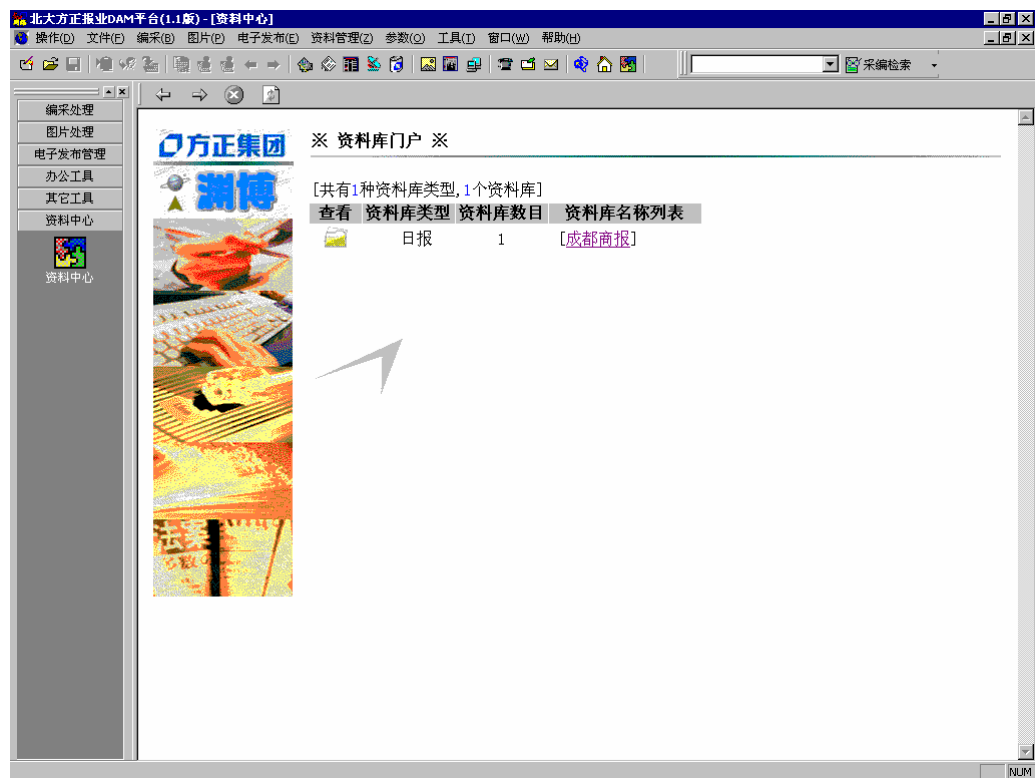 北大方正报业DAM平台(1.1版) - [资料中心]
操作(D) 文件(F) 编采(B) 图片(P) 电子发布(E) 资料管理(Z) 参数(O) 工具(T) 窗口(W) 帮助(H)
采编检索
编采处理
图片处理
电子发布管理
办公工具
其它工具
资料中心
资料中心
方正集团
渊博
法案
多数
※ 资料库门户 ※
[共有1种资料库类型,1个资料库]
查看 资料库类型 资料库数目 资料库名称列表
日报 1 [成都商报]
NUM